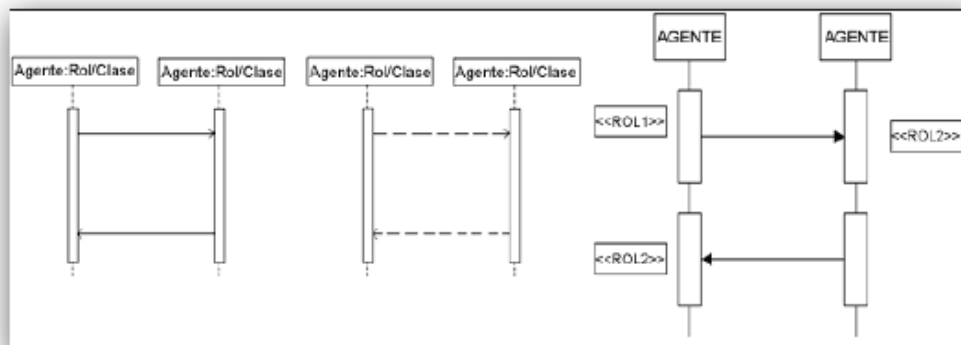 Agente:Rol/Clase
Agente:Rol/Clase
Agente:Rol/Clase
Agente:Rol/Clase
AGENTE
AGENTE
<<ROL1>>
<<ROL2>>
<<ROL2>>